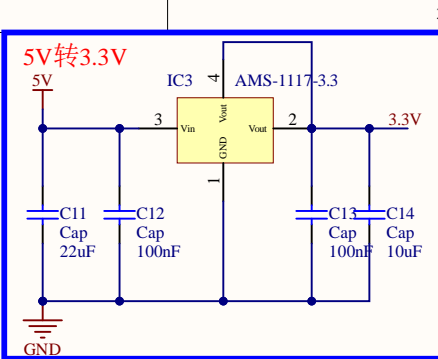 5V转3.3V
5V
IC3
AMS-1117-3.3
4
Vout
3
Vin
Vout
2
3.3V
GND
1
C11
Cap
22uF
C12
Cap
100nF
C13
Cap
100nF
C14
Cap
10uF
GND